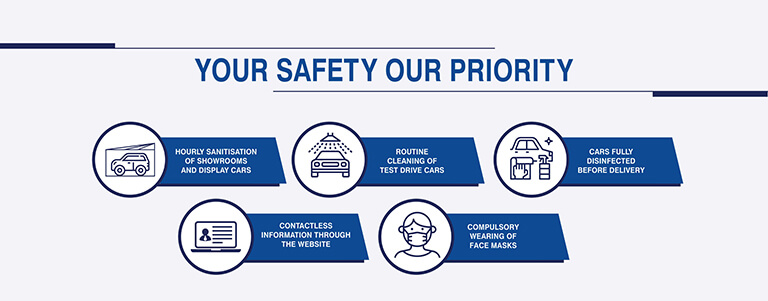 YOUR SAFETY OUR PRIORITY
HOURLY SANITISATION
OF SHOWROOMS
AND DISPLAY CARS
ROUTINE
CLEANING OF
TEST DRIVE CARS
CARS FULLY
DISINFECTED
BEFORE DELIVERY
CONTACTLESS
INFORMATION THROUGH
THE WEBSITE
COMPULSORY
WEARING OF
FACE MASKS